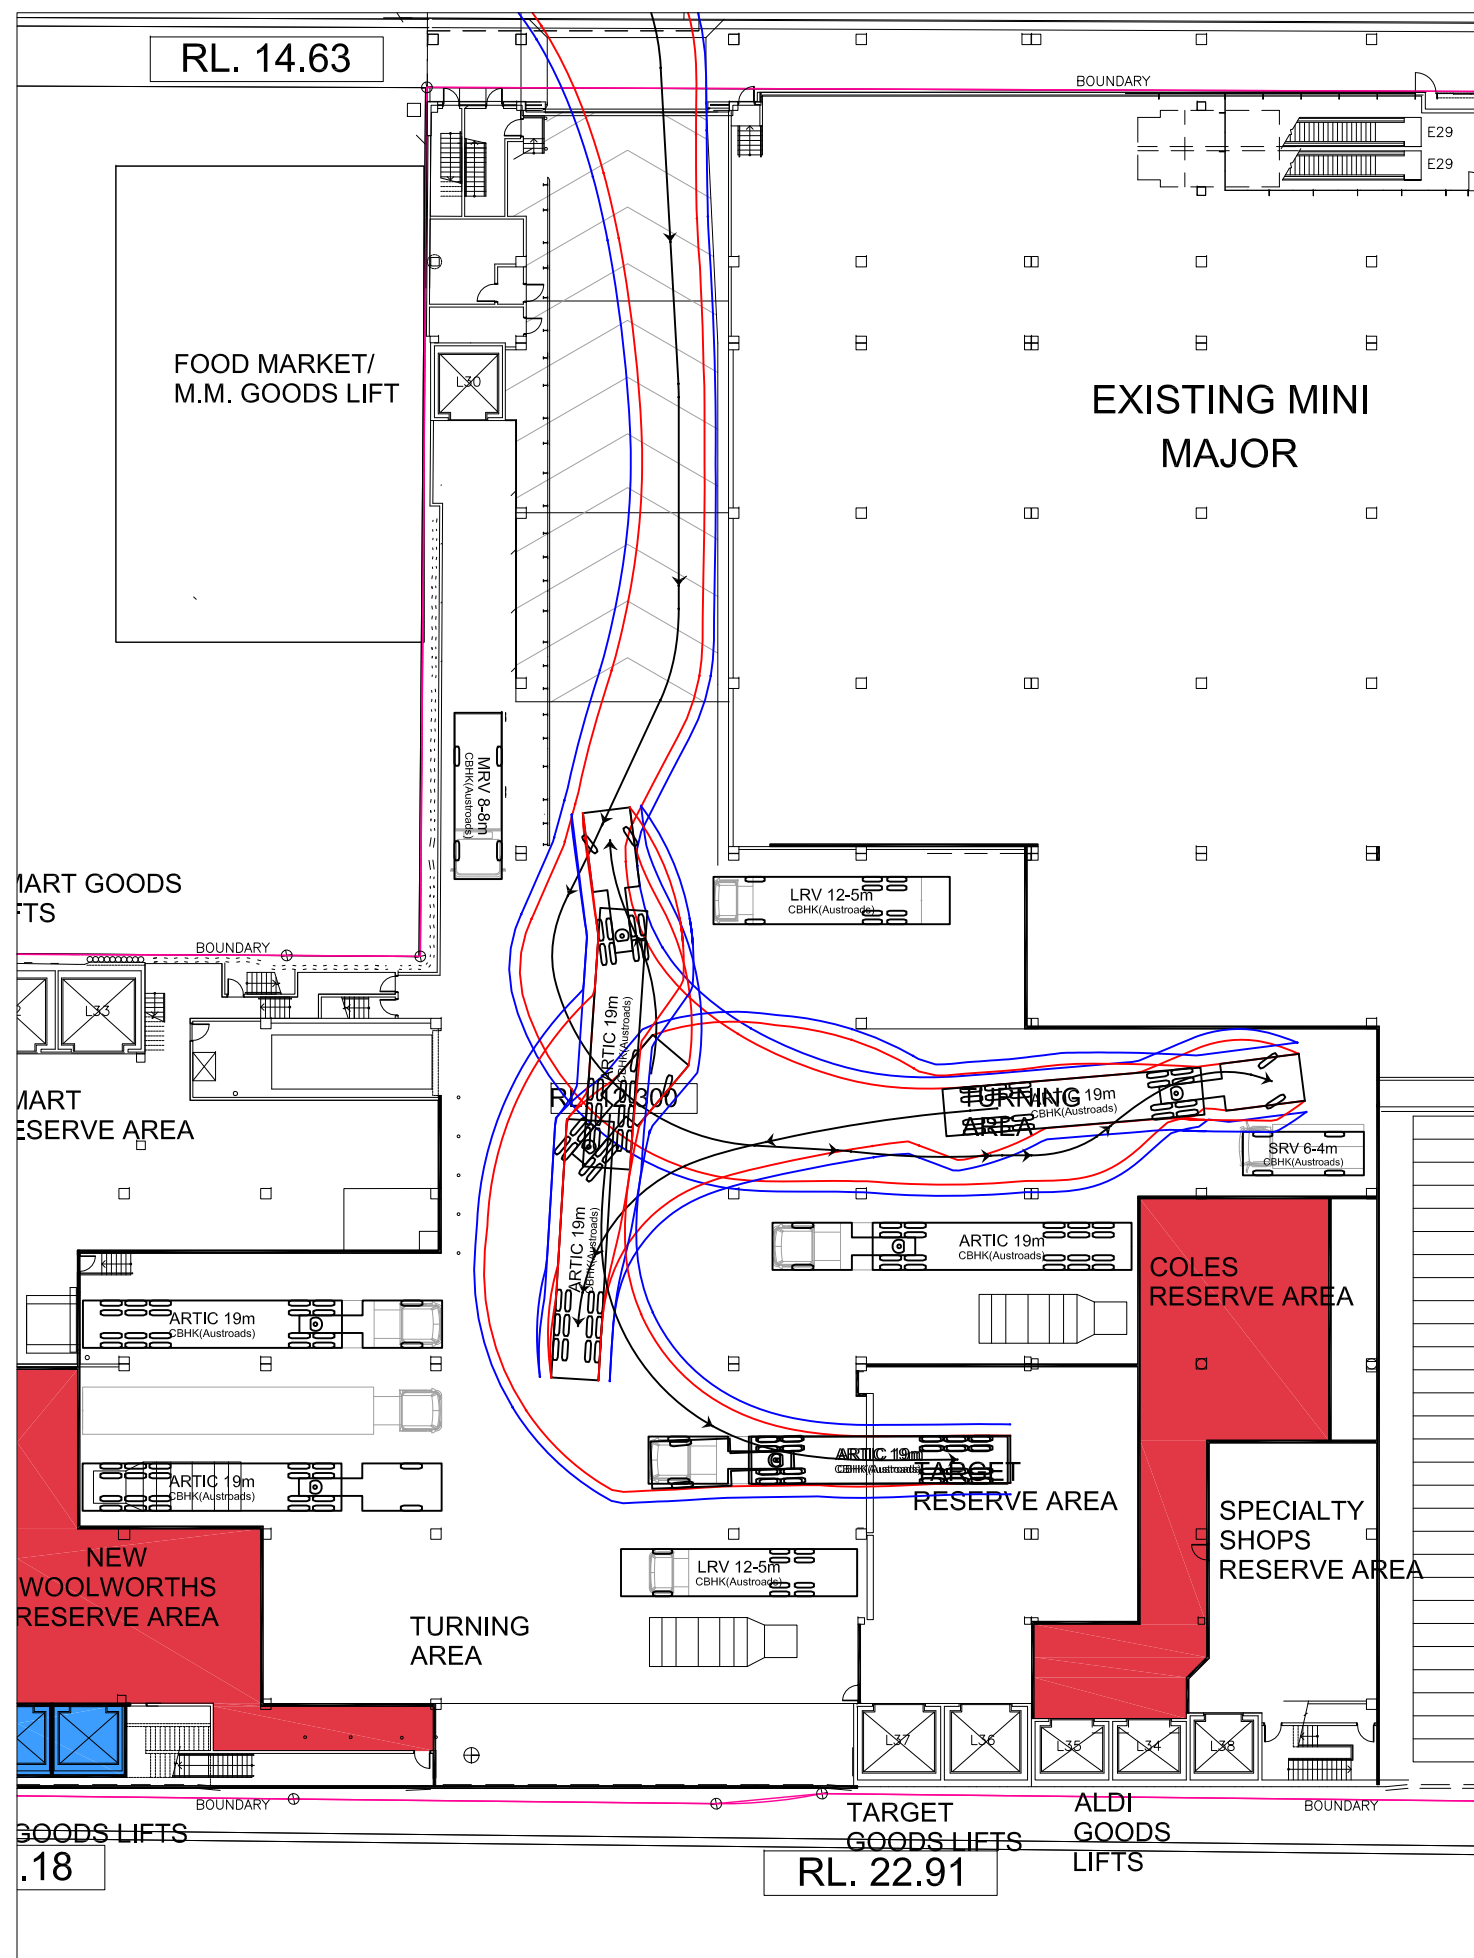 RL. 14.63
BOUNDARY
E29
E29
FOOD MARKET/
M.M. GOODS LIFT
L30
EXISTING MINI
MAJOR
MRV 8-8m
CBHK(Austroads)
LRV 12-5m
CBHK(Austroads)
MART GOODS
FTS
BOUNDARY
L33
ARTIC 19m
CBHK(Austroads)
TURNING
AREA
ARTIC 19m
CBHK(Austroads)
MART
ESERVE AREA
SRV 6-4m
CBHK(Austroads)
ARTIC 19m
CBHK(Austroads)
ARTIC 19m
CBHK(Austroads)
COLES
RESERVE AREA
ARTIC 19m
CBHK(Austroads)
ARTIC 19m
CBHK(Austroads)
TARGET
RESERVE AREA
ARTIC 19m
CBHK(Austroads)
SPECIALTY
SHOPS
RESERVE AREA
NEW
WOOLWORTHS
RESERVE AREA
LRV 12-5m
CBHK(Austroads)
TURNING
AREA
L37
L36
L35
L34
L38
BOUNDARY
BOUNDARY
TARGET
GOODS LIFTS
ALDI
GOODS
LIFTS
GOODS LIFTS
.18
RL. 22.91